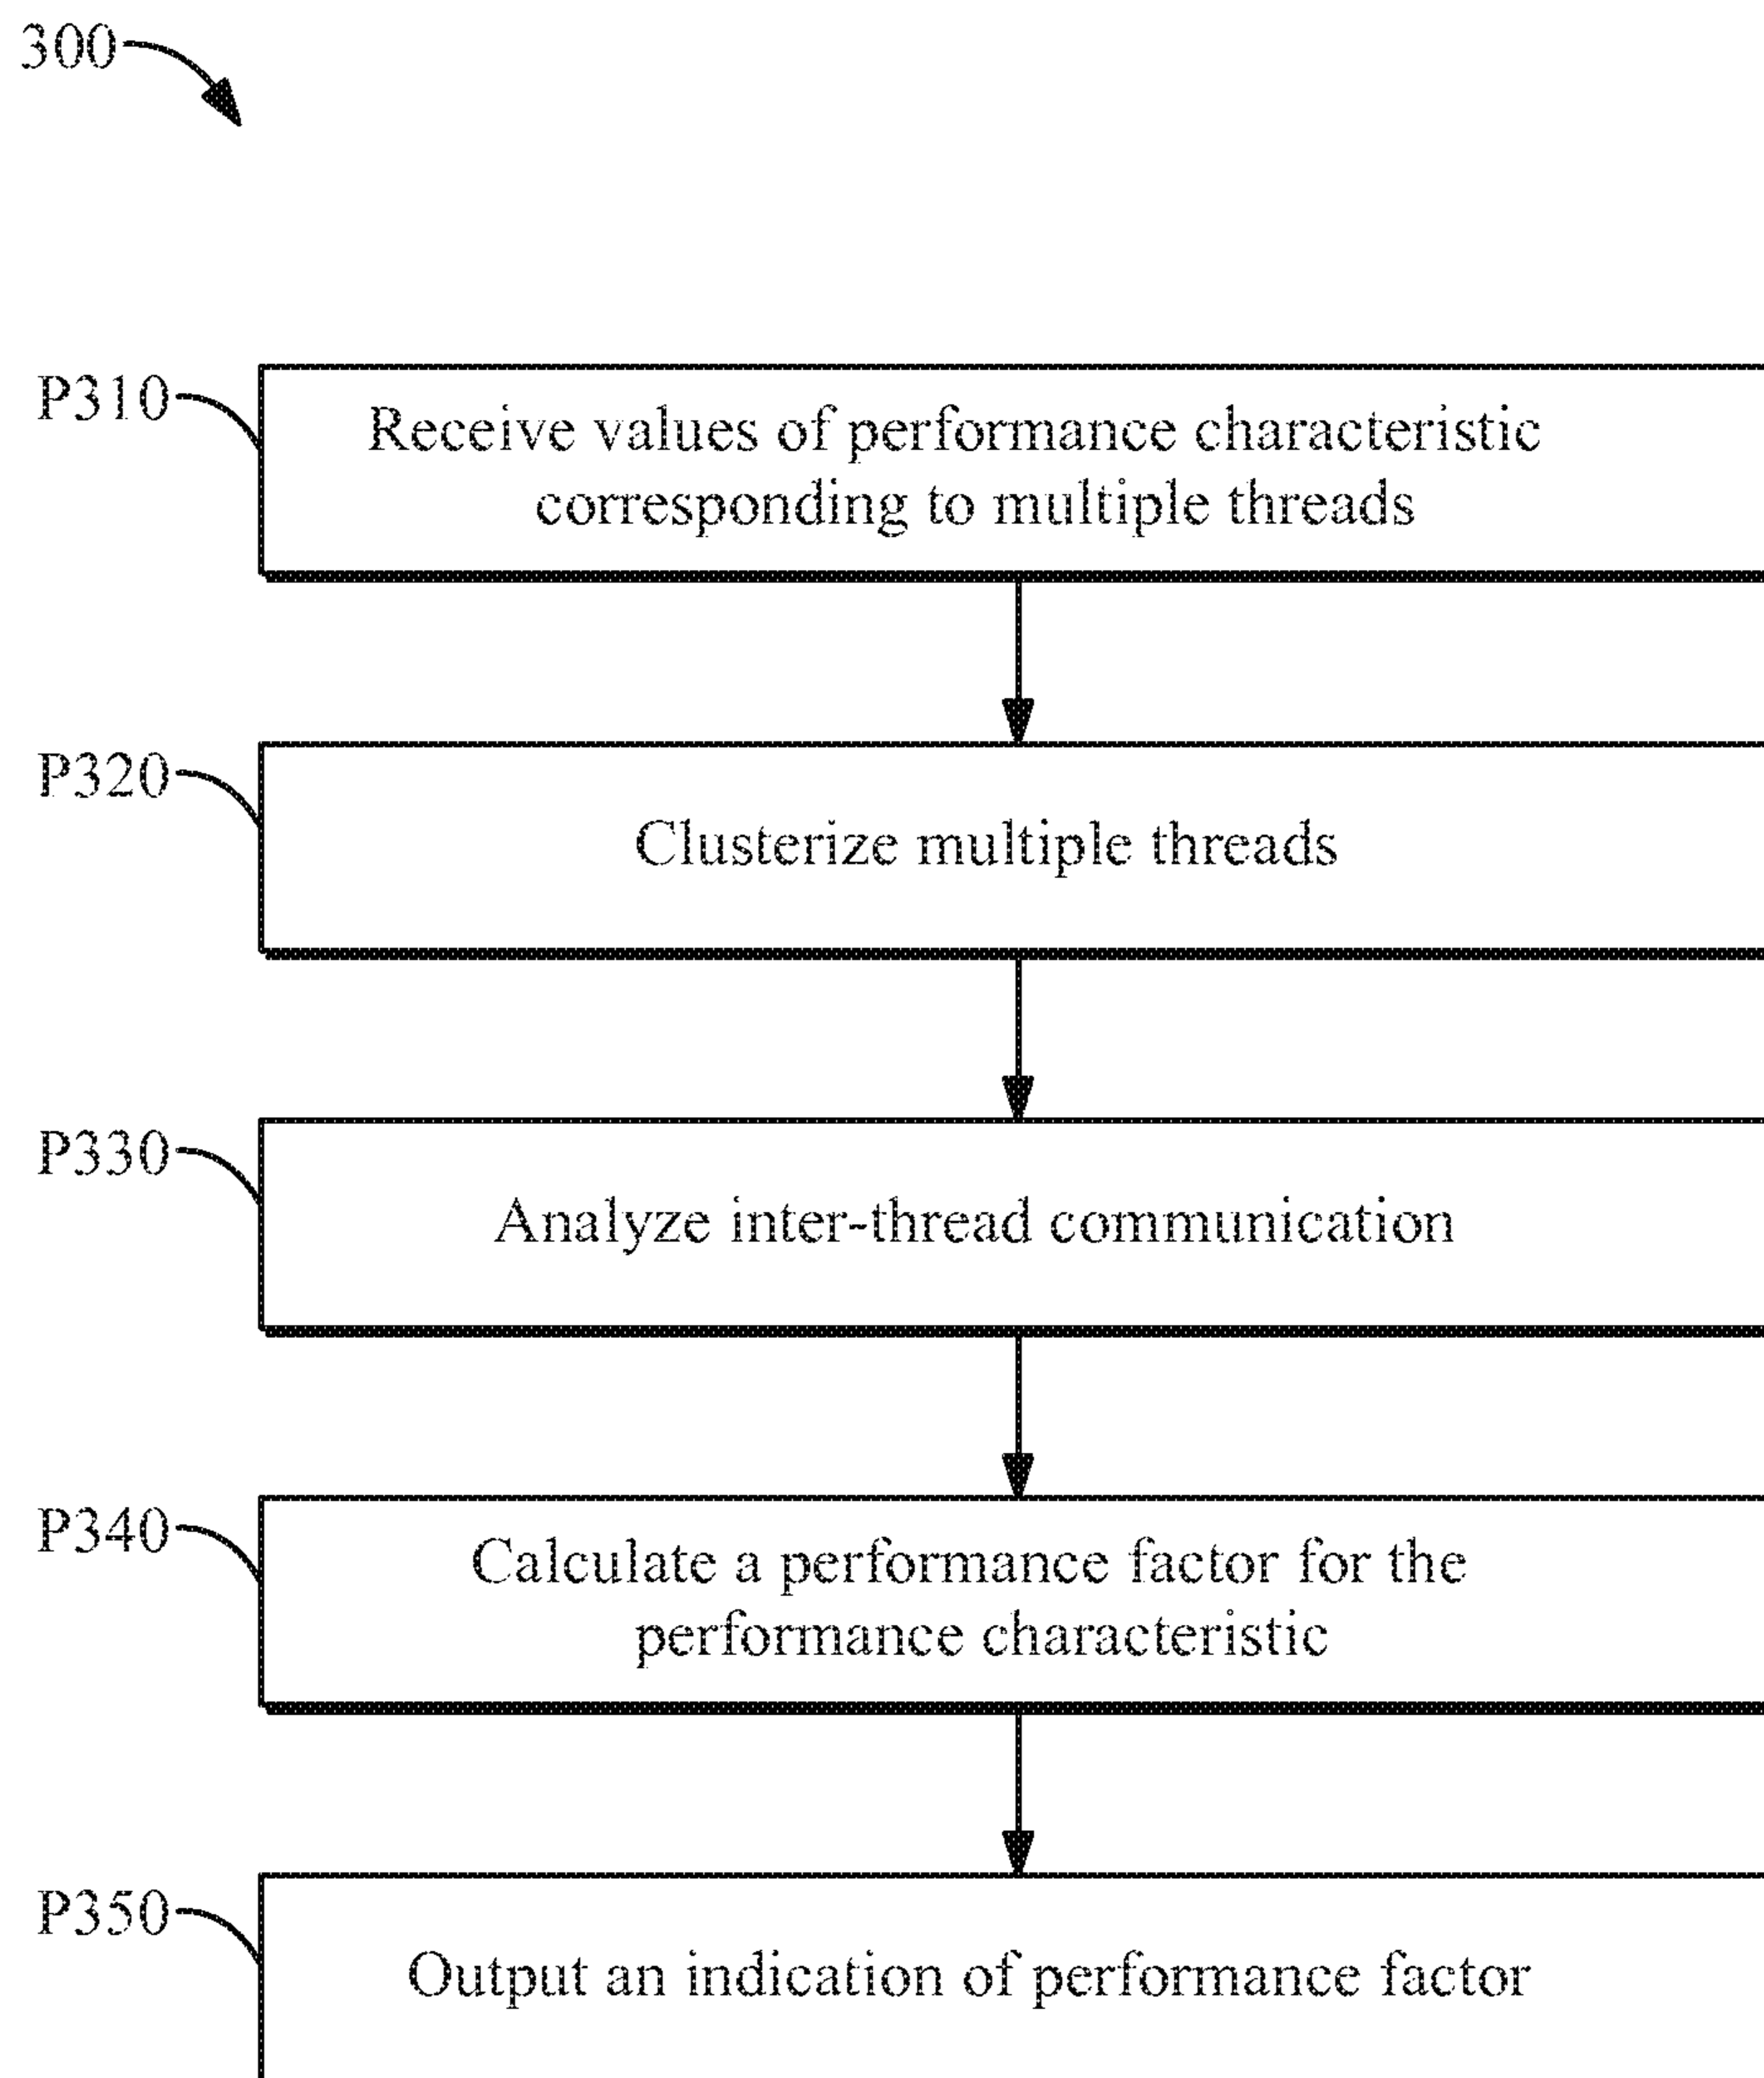 300
P310
Receive values of performance characteristic
corresponding to multiple threads
P320
Clusterize multiple threads
P330
Analyze inter-thread communication
P340
Calculate a performance factor for the
performance characteristic
P350
Output an indication of performance factor